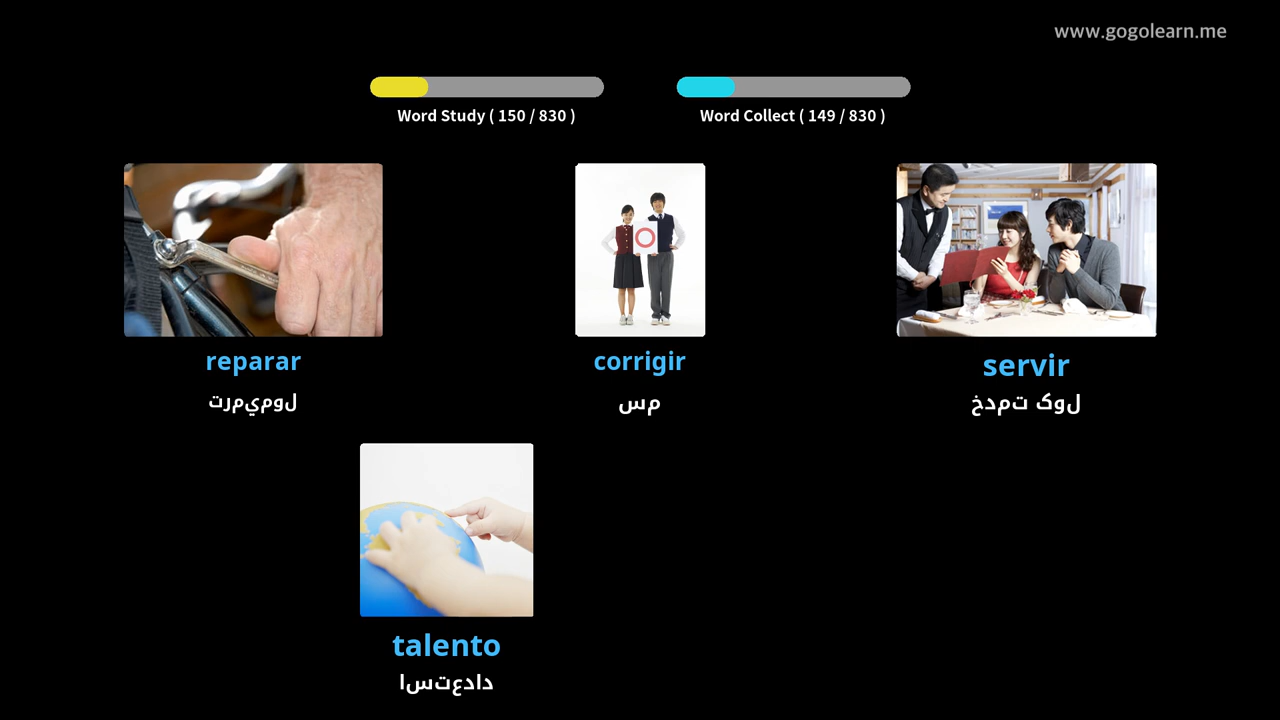 www.gogolearn.me
Word Study ( 150 / 830 )
Word Collect ( 149 / 830 )
reparar
ترميمول
corrigir
سم
servir
خدمت کول
talento
استعداد